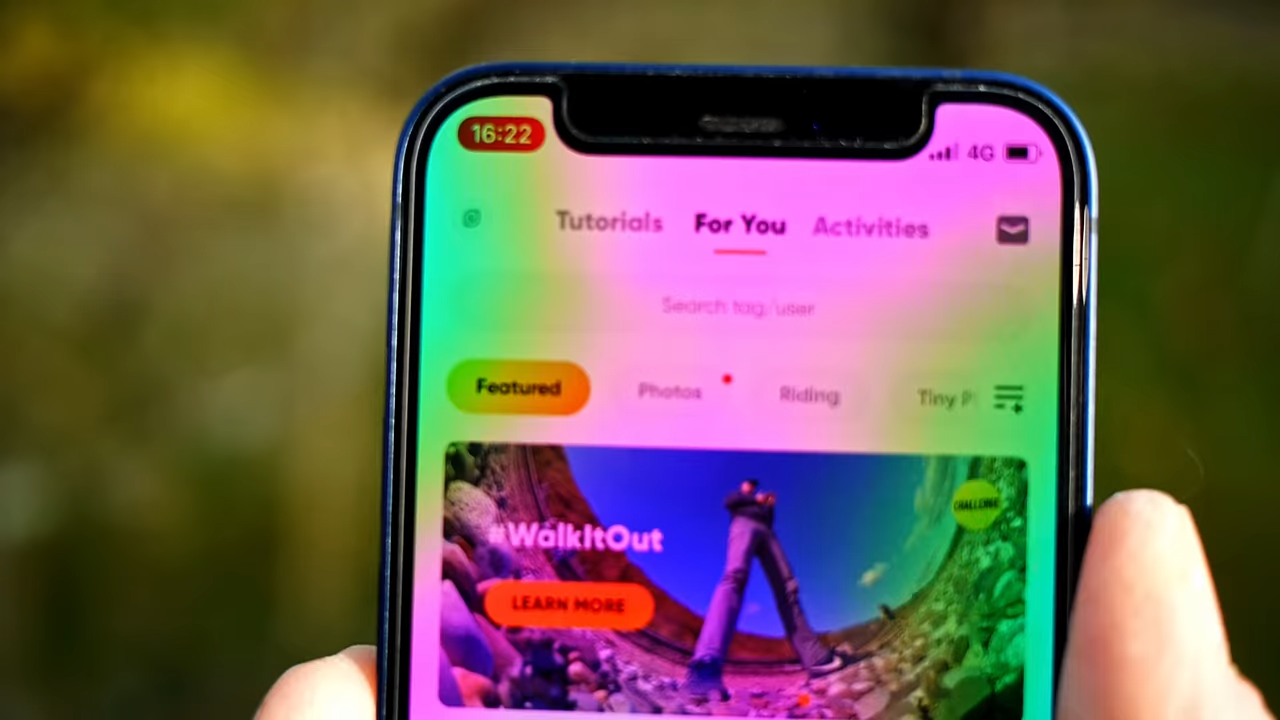 16:22
4G
Tutorials For You Activities
Search tag/user
Featured Photos Riding Tiny
#WalkItOut
CHALLENGE
LEARN MORE